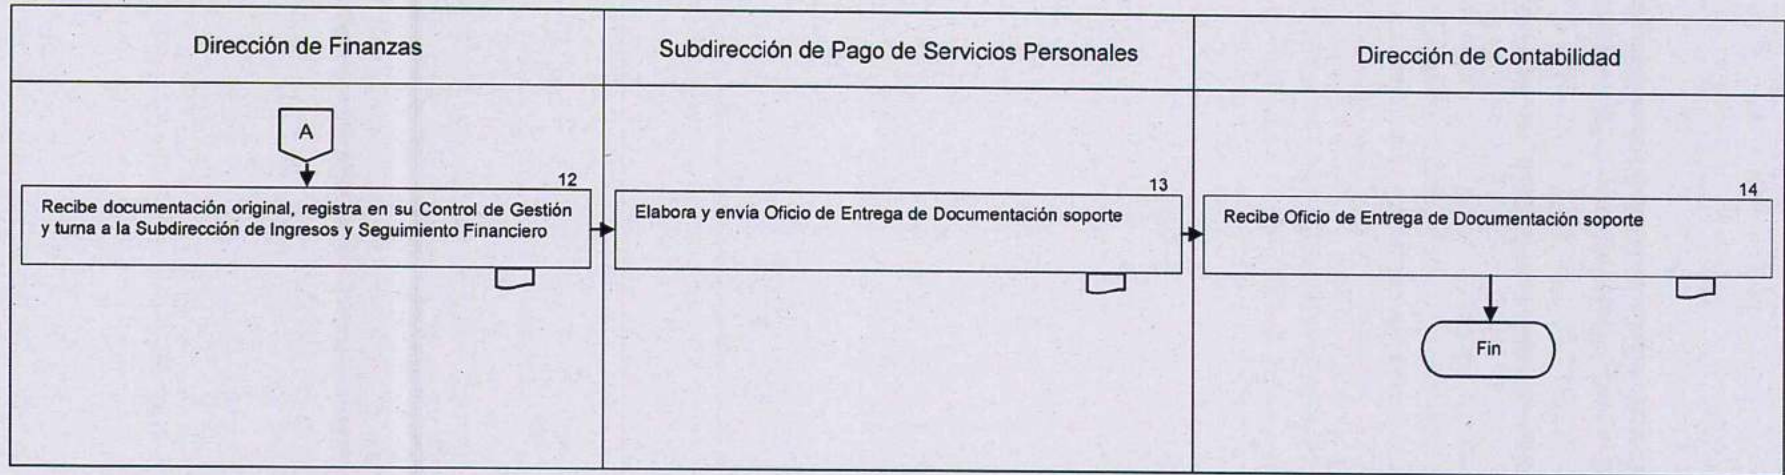 Dirección de Finanzas
Subdirección de Pago de Servicios Personales
Dirección de Contabilidad
A
12
Recibe documentación original, registra en su Control de Gestión
y turna a la Subdirección de Ingresos y Seguimiento Financiero
13
Elabora y envía Oficio de Entrega de Documentación soporte
14
Recibe Oficio de Entrega de Documentación soporte
Fin